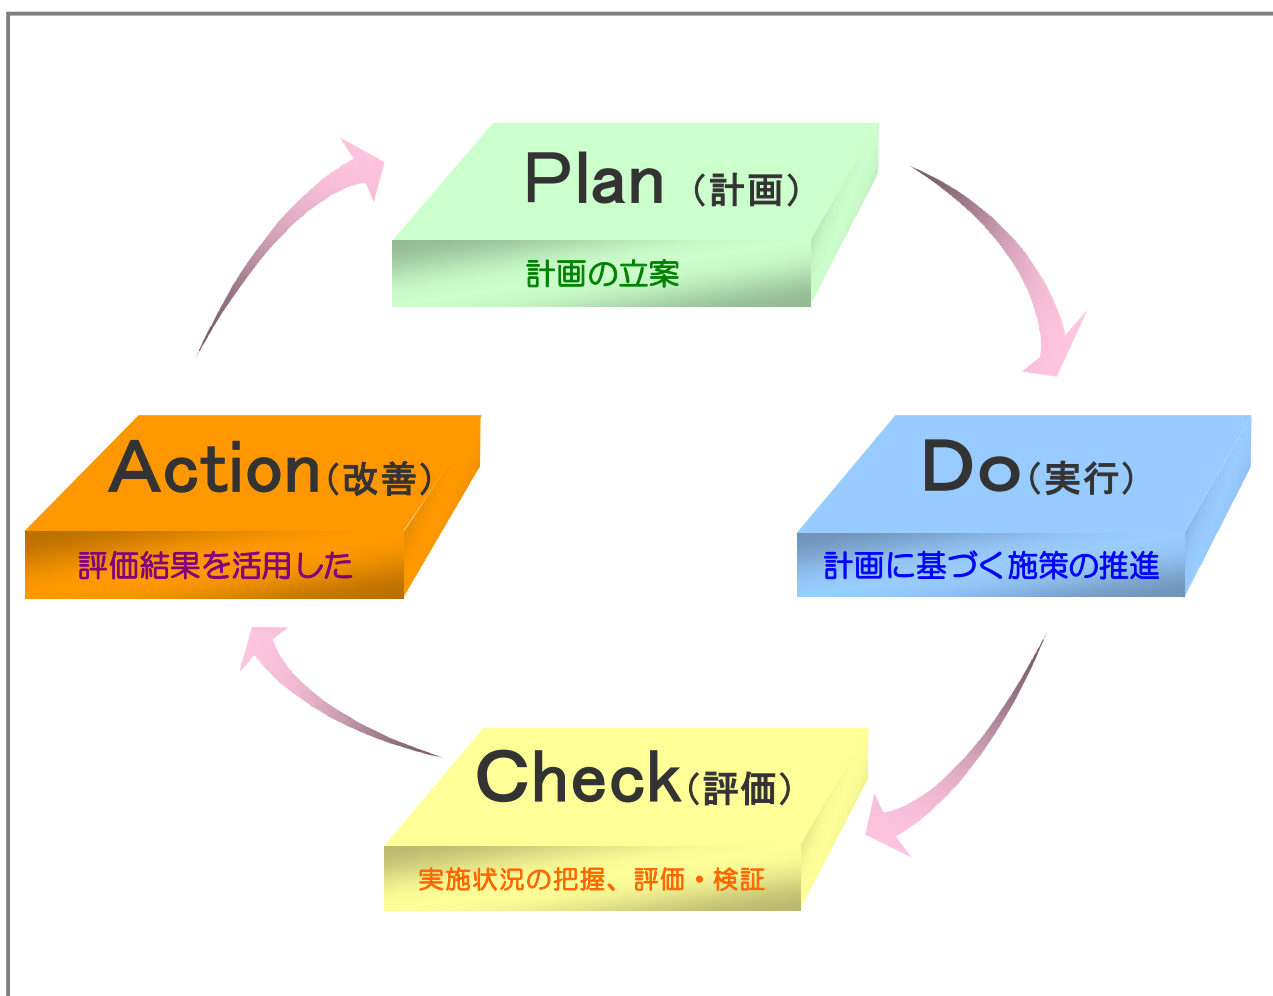 Plan（計画）
計画の立案
Action（改善）
評価結果を活用した
Do（実行）
計画に基づく施策の推進
Check（評価）
実施状況の把握、評価・検証